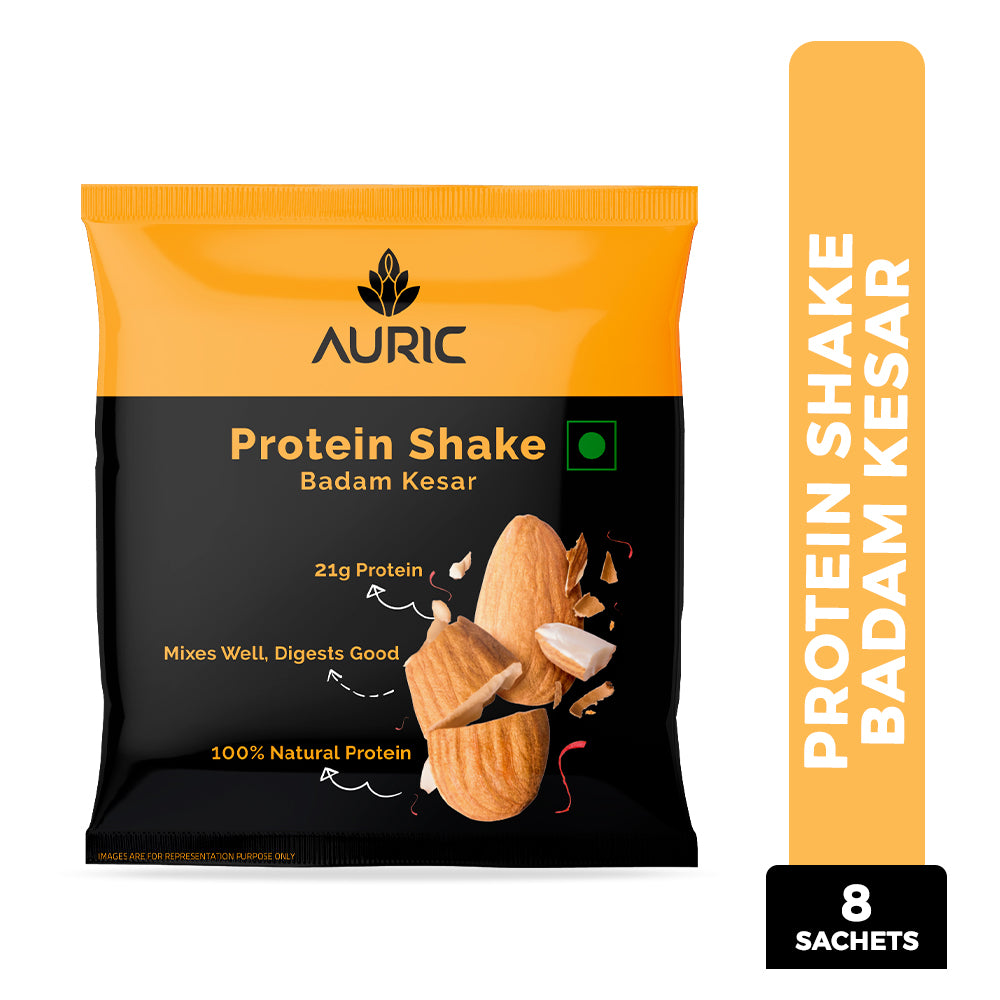 AURIC
Protein Shake
Badam Kesar
21g Protein
Mixes Well, Digests Good
100% Natural Protein
IMAGES ARE FOR REPRESENTATION PURPOSE ONLY
PROTEIN SHAKE
BADAM KESAR
8
SACHETS